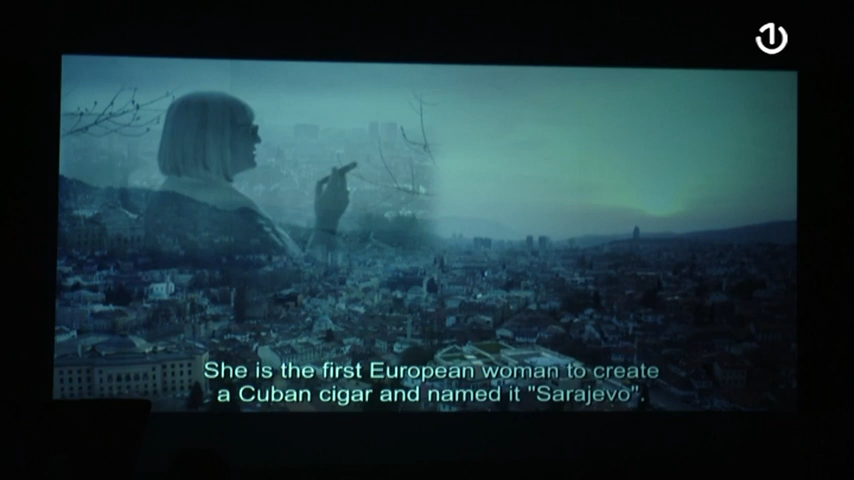 She is the first European woman to create
a Cuban cigar and named it "Sarajevo".